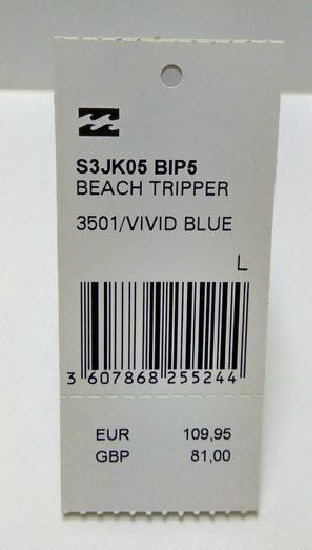 S3JK05 BIP5
BEACH TRIPPER
3501/VIVID BLUE
L
3 607868 255244
EUR 109,95
GBP 81,00